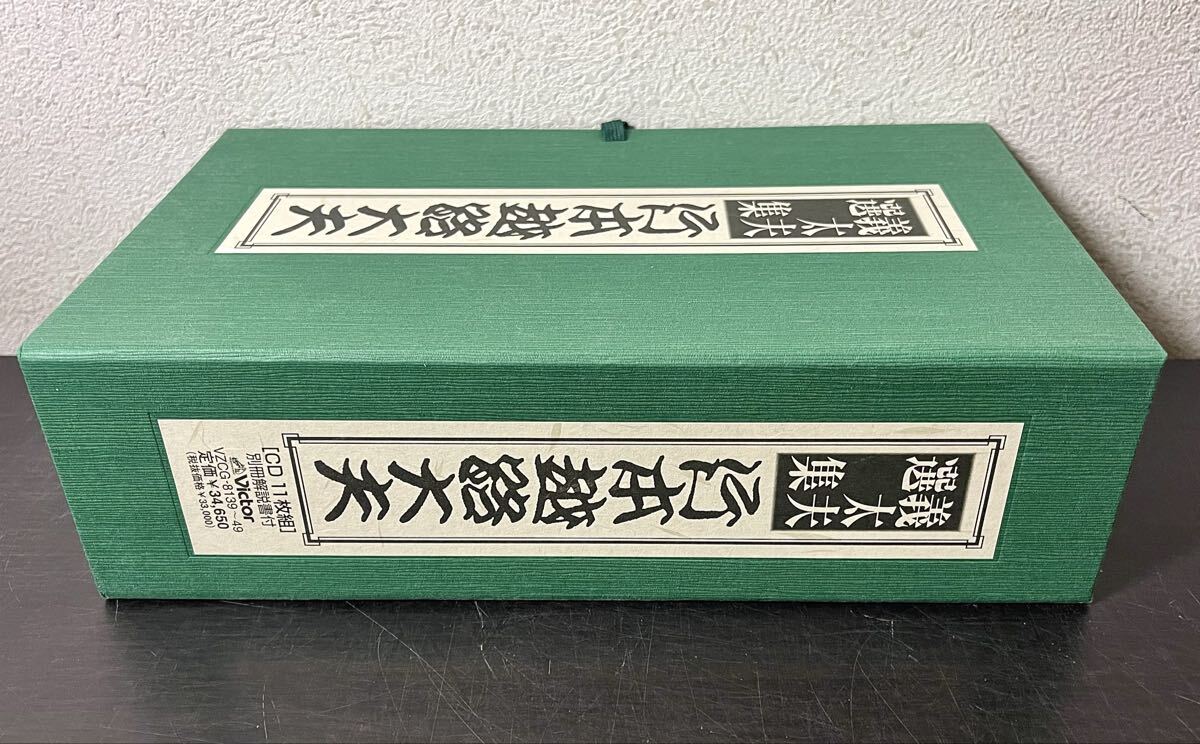 義太夫
選集
竹本越路大夫
義太夫
選集
竹本越路大夫
[CD 11枚組]
別冊解説書付
Victor
VZCG-8139~49
定価¥34,650
(税抜価格¥33,000)